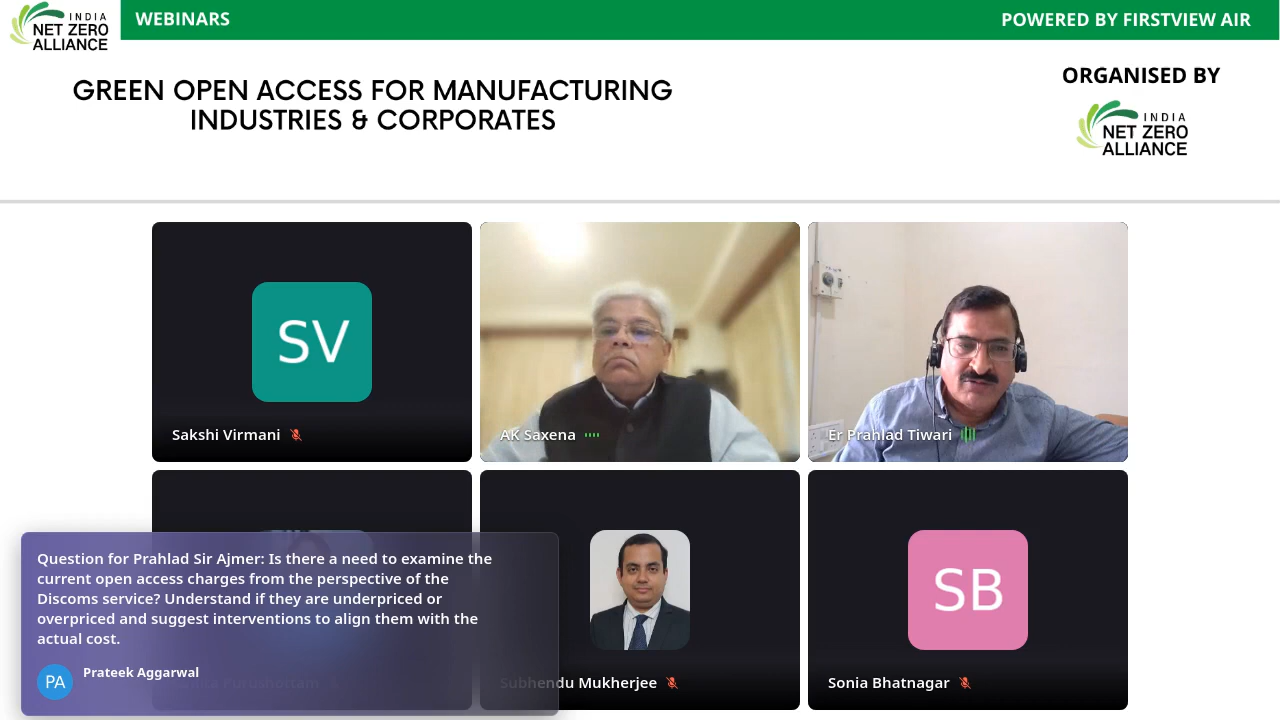 INDIA
NET ZERO
ALLIANCE
WEBINARS
POWERED BY FIRSTVIEW AIR
GREEN OPEN ACCESS FOR MANUFACTURING
INDUSTRIES & CORPORATES
ORGANISED BY
INDIA
NET ZERO
ALLIANCE
SV
Sakshi Virmani
AK Saxena
Er Prahlad Tiwari
Question for Prahlad Sir Ajmer: Is there a need to examine the
current open access charges from the perspective of the
Discoms service? Understand if they are underpriced or
overpriced and suggest interventions to align them with the
actual cost.
PA
Prateek Aggarwal
Purushottam
Subhendu Mukherjee
SB
Sonia Bhatnagar